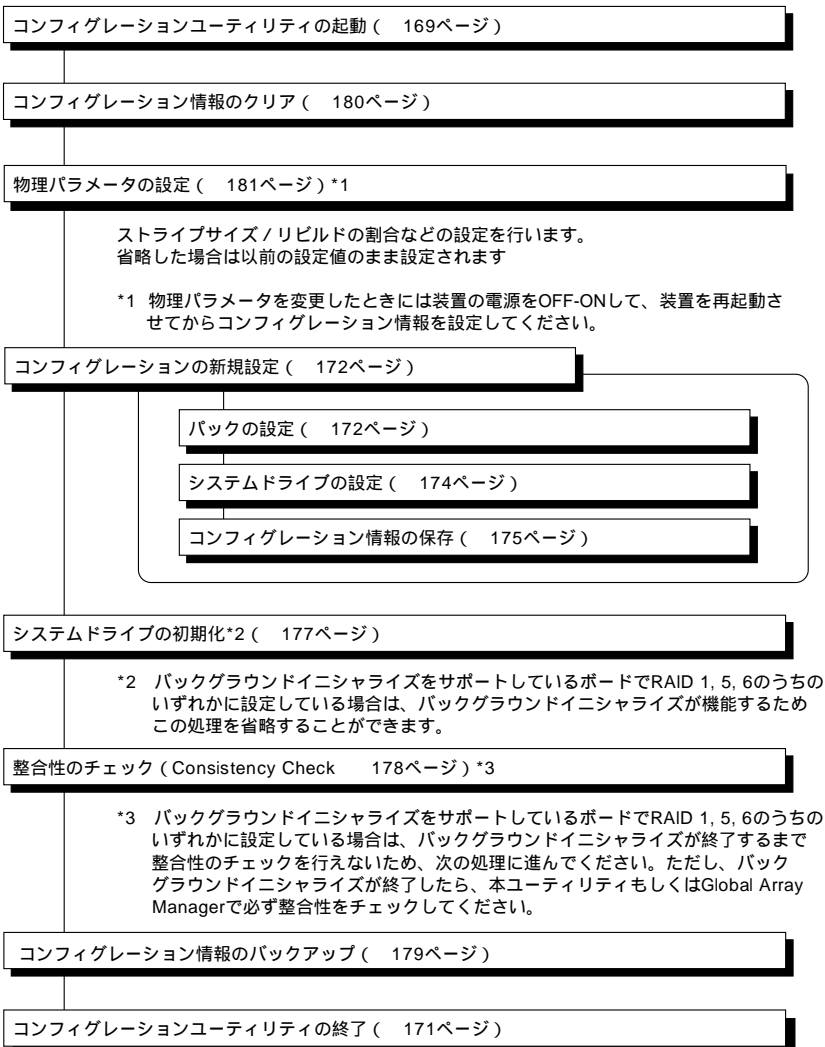 コンフィグレーションユーティリティの起動（　169ページ）
コンフィグレーション情報のクリア（　180ページ）
物理パラメータの設定（　181ページ）*1
ストライプサイズ / リビルドの割合などの設定を行います。
省略した場合は以前の設定値のまま設定されます
*1 物理パラメータを変更したときには装置の電源をOFF-ONして、装置を再起動さ
せてからコンフィグレーション情報を設定してください。
コンフィグレーションの新規設定（　172ページ）
パックの設定（　172ページ）
システムドライブの設定（　174ページ）
コンフィグレーション情報の保存（　175ページ）
システムドライブの初期化*2（　177ページ）
*2 バックグラウンドイニシャライズをサポートしているボードでRAID 1, 5, 6のうちの
いずれかに設定している場合は、バックグラウンドイニシャライズが機能するため
この処理を省略することができます。
整合性のチェック（Consistency Check　178ページ）*3
*3 バックグラウンドイニシャライズをサポートしているボードでRAID 1, 5, 6のうちの
いずれかに設定している場合は、バックグラウンドイニシャライズが終了するまで
整合性のチェックを行えないため、次の処理に進んでください。ただし、バック
グラウンドイニシャライズが終了したら、本ユーティリティもしくはGlobal Array
Managerで必ず整合性をチェックしてください。
コンフィグレーション情報のバックアップ（　179ページ）
コンフィグレーションユーティリティの終了（　171ページ）